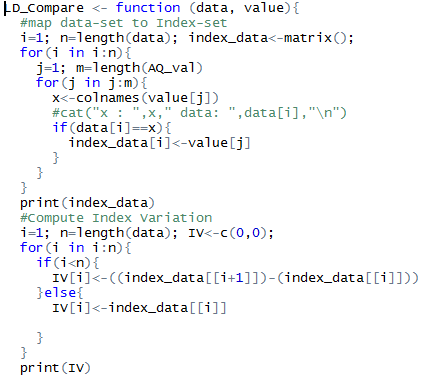 LD_Compare <- function (data, value){
#map data-set to Index-set
i=1; n=length(data); index_data<-matrix();
for(i in i:n){
j=1; m=length(AQ_val)
for(j in j:m){
x<-colnames(value[j])
#cat("x : ",x," data: ",data[i],"\n")
if(data[i]==x){
index_data[i]<-value[j]
}
}
}
print(index_data)
#Compute Index Variation
i=1; n=length(data); IV<-c(0,0);
for(i in i:n){
if(i<n){
IV[i]<-((index_data[[i+1]])-(index_data[[i]]))
}else{
IV[i]<-index_data[[i]]
}
}
print(IV)